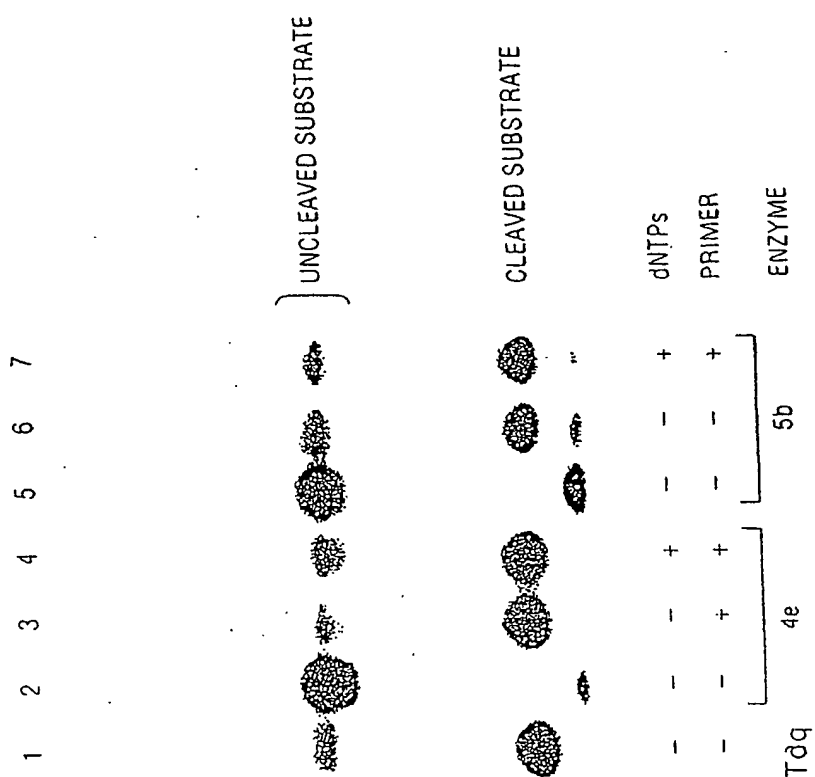 1 2 3 4 5 6 7
UNCLEAVED SUBSTRATE
CLEAVED SUBSTRATE
− − − + − − + dNTPs
− − + + − − + PRIMER
Taq 4e 5b ENZYME